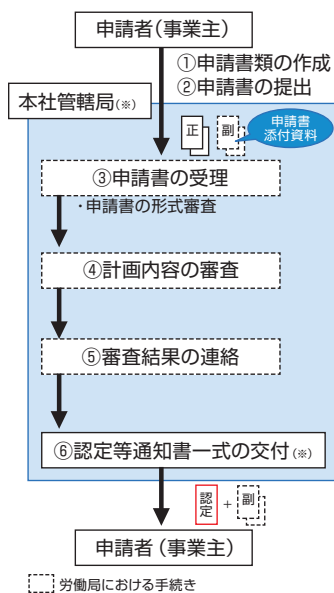 申請者（事業主）
①申請書類の作成
②申請書の提出
本社管轄局(※)
正
副
申請書
添付資料
③申請書の受理
・申請書の形式審査
④計画内容の審査
⑤審査結果の連絡
⑥認定等通知書一式の交付(※)
認定
+
副
申請者（事業主）
労働局における手続き